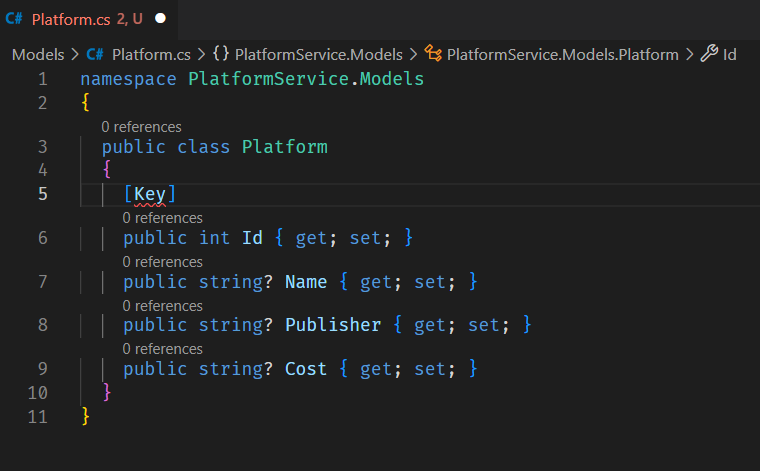 C# Platform.cs 2, U
Models > C# Platform.cs > {} PlatformService.Models > PlatformService.Models.Platform > Id
1 namespace PlatformService.Models
2 {
0 references
3 public class Platform
4 {
5 [Key]
0 references
6 public int Id { get; set; }
0 references
7 public string? Name { get; set; }
0 references
8 public string? Publisher { get; set; }
0 references
9 public string? Cost { get; set; }
10 }
11 }